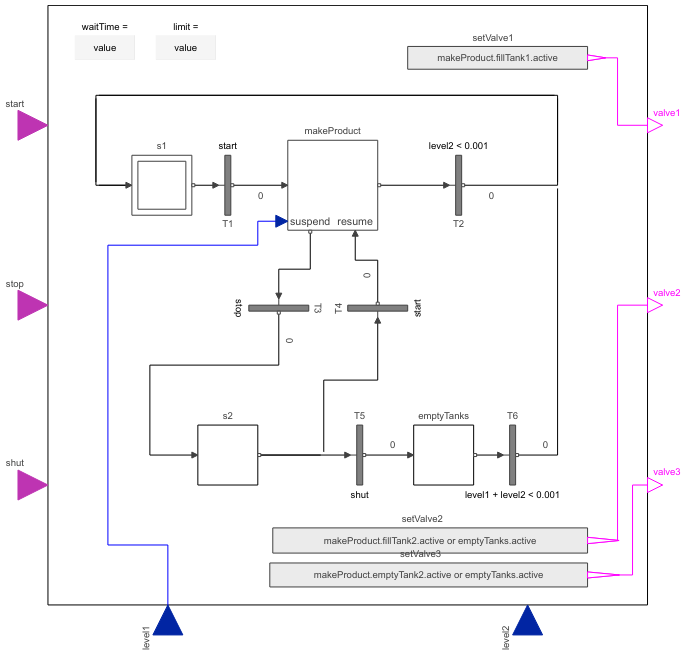 waitTime =
limit =
value
value
setValve1
makeProduct.fillTank1.active
start
valve1
s1
start
makeProduct
level2 < 0.001
0
0
T1
suspend
resume
T2
0
stop
valve2
stop
T3
T4
start
0
s2
T5
emptyTanks
T6
0
0
shut
valve3
shut
level1 + level2 < 0.001
setValve2
makeProduct.fillTank2.active or emptyTanks.active
setValve3
makeProduct.emptyTank2.active or emptyTanks.active
level1
level2